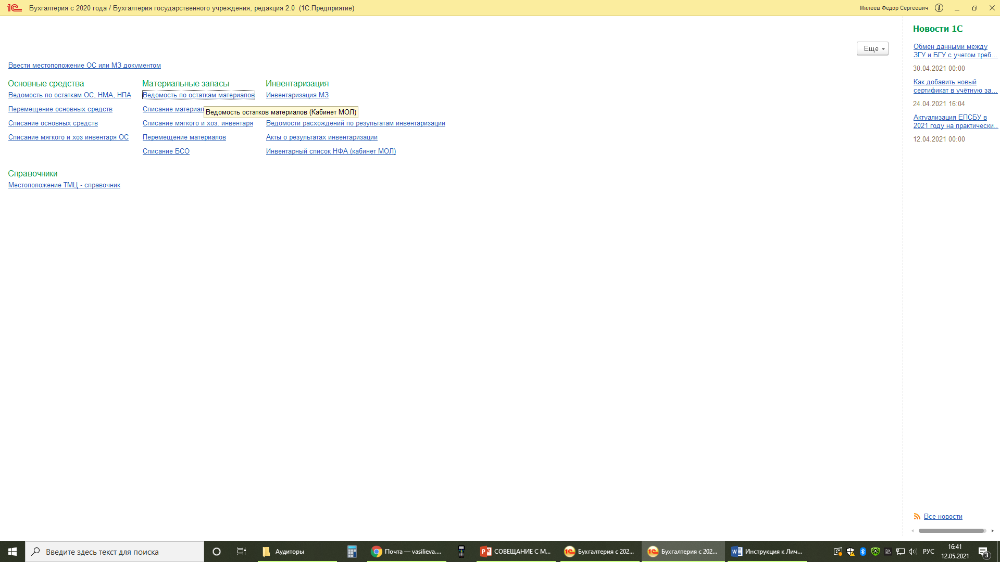 Бухгалтерия с 2020 года / Бухгалтерия государственного учреждения, редакция 2.0 (1С:Предприятие)
Милеев Федор Сергеевич
Еще
Ввести местоположение ОС или МЗ документом
Основные средства
Ведомость по остаткам ОС, НМА, НПА
Перемещение основных средств
Списание основных средств
Списание мягкого и хоз инвентаря ОС
Материальные запасы
Ведомость по остаткам материалов
Списание материал
Ведомость остатков материалов (Кабинет МОЛ)
Списание мягкого и хоз. инвентаря
Перемещение материалов
Списание БСО
Инвентаризация
Инвентаризация МЗ
Ведомости расхождений по результатам инвентаризации
Акты о результатах инвентаризации
Инвентарный список НФА (кабинет МОЛ)
Справочники
Местоположение ТМЦ - справочник
Новости 1С
Обмен данными между
ЗГУ и БГУ с учетом треб...
30.04.2021 00:00
Как добавить новый
сертификат в учётную за...
24.04.2021 16:04
Актуализация ЕПСБУ в
2021 году на практически...
12.04.2021 00:00
Все новости
Введите здесь текст для поиска
Аудиторы
Почта — vasilieva....
СОВЕЩАНИЕ С М...
Бухгалтерия с 202...
Бухгалтерия с 202...
Инструкция к Лич...
РУС
16:41
12.05.2021
3